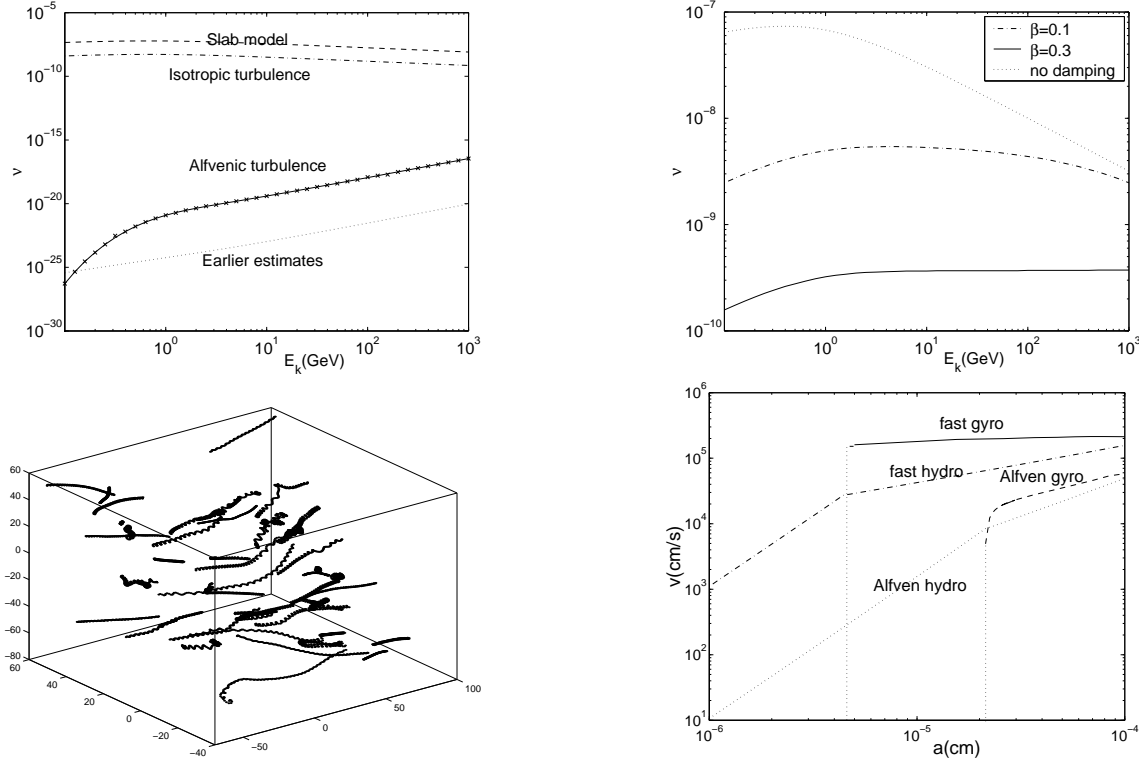 10^0
10^-5
10^-10
10^-15
10^-20
10^-25
10^-30
ν
Slab model
Isotropic turbulence
Alfvenic turbulence
Earlier estimates
10^0 10^1 10^2 10^3
E_k(GeV)
10^-7
10^-8
10^-9
10^-10
ν
β=0.1
β=0.3
no damping
10^0 10^1 10^2 10^3
E_k(GeV)
60
40
20
0
−20
−40
−60
−80
60
40
20
0
−20
−40
−50
0
50
100
10^6
10^5
10^4
10^3
10^2
10^1
v(cm/s)
fast gyro
fast hydro
Alfven gyro
Alfven hydro
10^-6 10^-5 10^-4
a(cm)